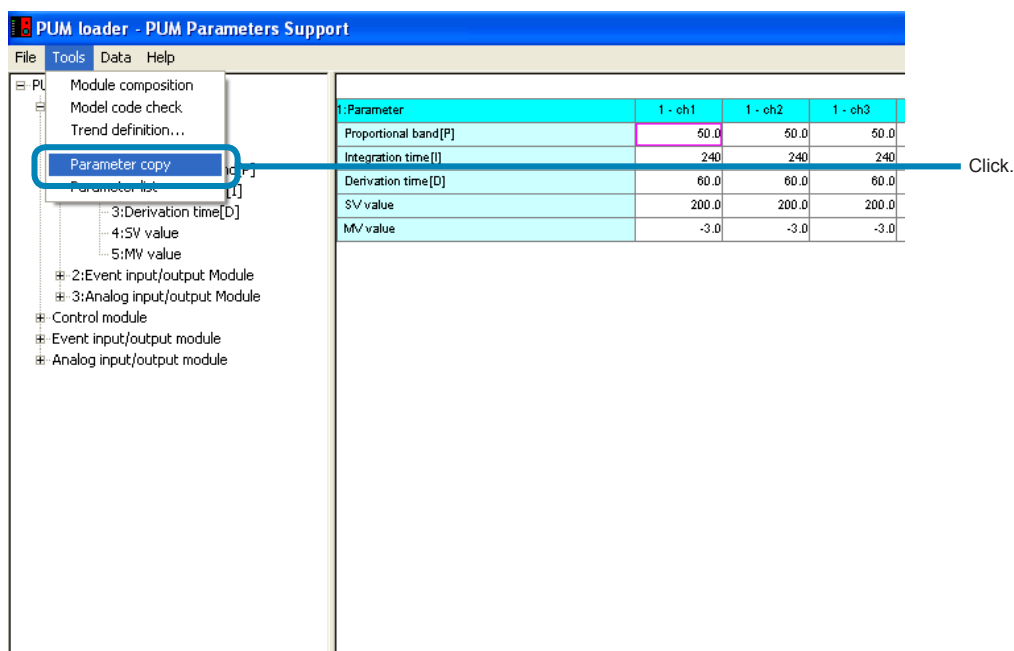 PUM loader - PUM Parameters Support
File Tools Data Help
Module composition
Model code check
Trend definition...
Parameter copy
Parameter list
3:Derivation time[D]
4:SV value
5:MV value
2:Event input/output Module
3:Analog input/output Module
Control module
Event input/output module
Analog input/output module
1:Parameter 1 - ch1 1 - ch2 1 - ch3
Proportional band[P] 50.0 50.0 50.0
Integration time[I] 240 240 240
Derivation time[D] 60.0 60.0 60.0
SV value 200.0 200.0 200.0
MV value -3.0 -3.0 -3.0
Click.